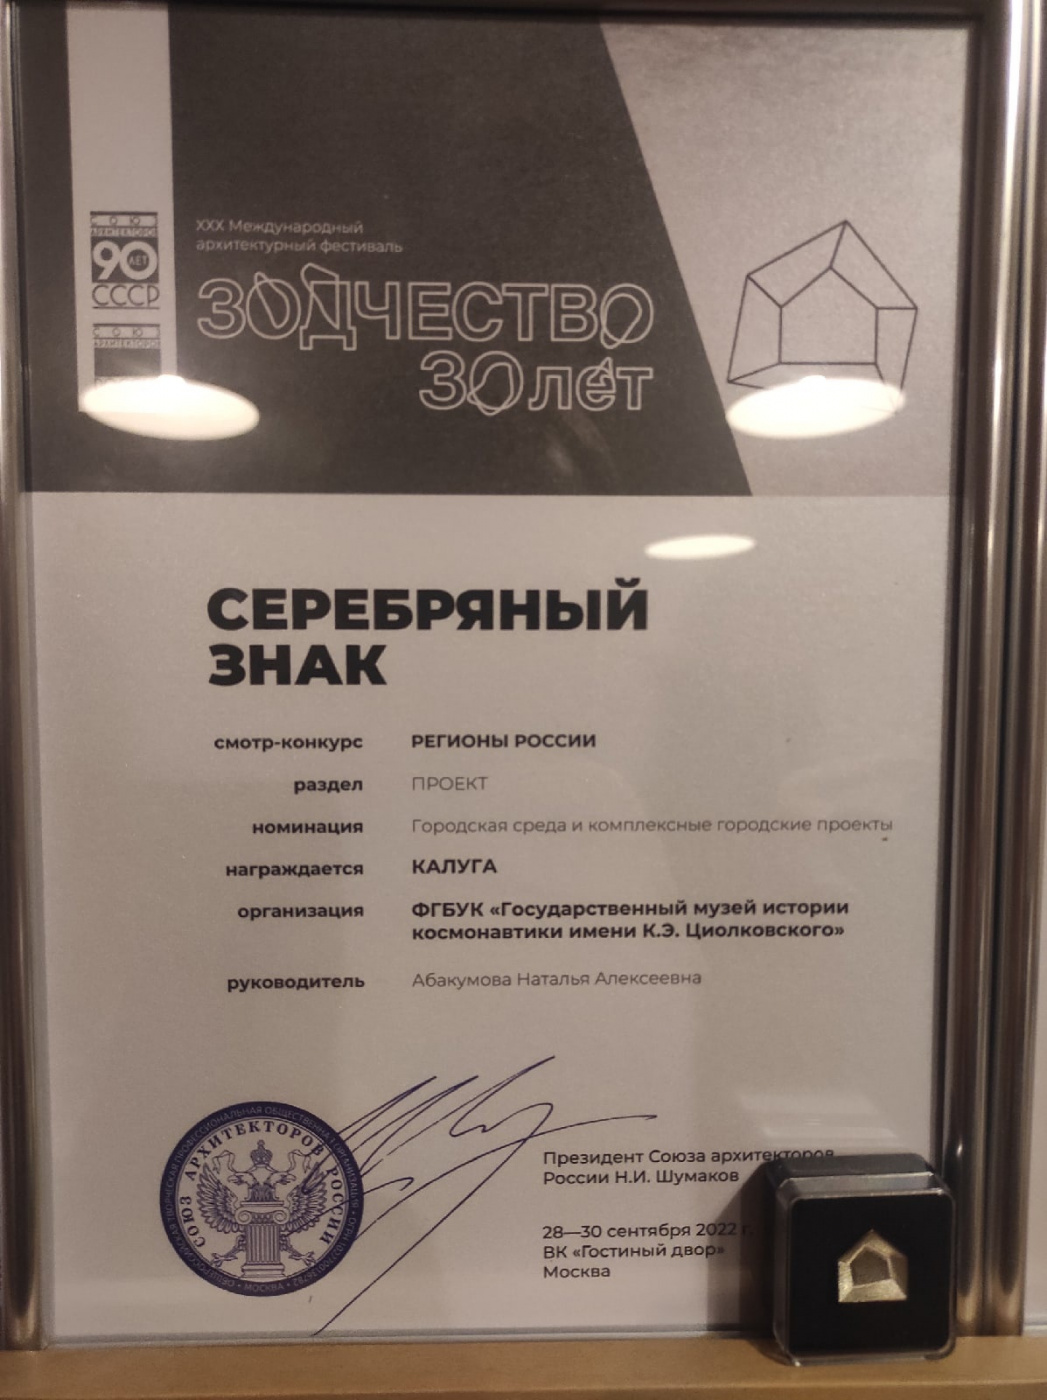 СОЮЗ
АРХИТЕКТОРОВ
90 ЛЕТ
СССР
СОЮЗ
АРХИТЕКТОРОВ
XXX Международный
архитектурный фестиваль
ЗОДЧЕСТВО
30 лет
СЕРЕБРЯНЫЙ
ЗНАК
смотр-конкурс РЕГИОНЫ РОССИИ
раздел ПРОЕКТ
номинация Городская среда и комплексные городские проекты
награждается КАЛУГА
организация ФГБУК «Государственный музей истории
космонавтики имени К.Э. Циолковского»
руководитель Абакумова Наталья Алексеевна
СОЮЗ АРХИТЕКТОРОВ РОССИИ
МОСКВА
Президент Союза архитекторов
России Н.И. Шумаков
28—30 сентября 2022 г.
ВК «Гостиный двор»
Москва